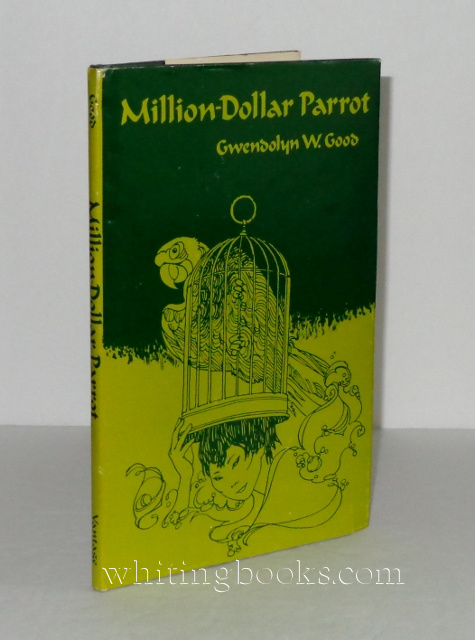 Million-Dollar Parrot
Gwendolyn W. Good
Good
Million-Dollar Parrot
Vantage
whitingbooks.com